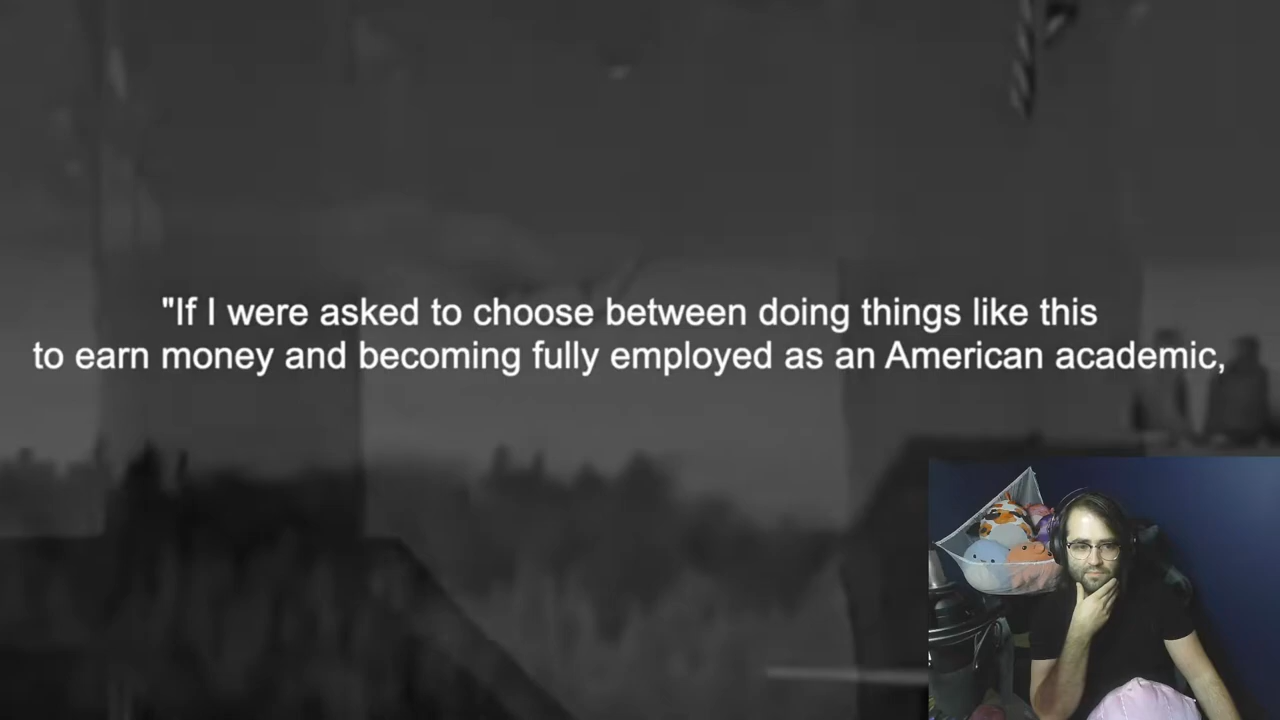 "If I were asked to choose between doing things like this
to earn money and becoming fully employed as an American academic,